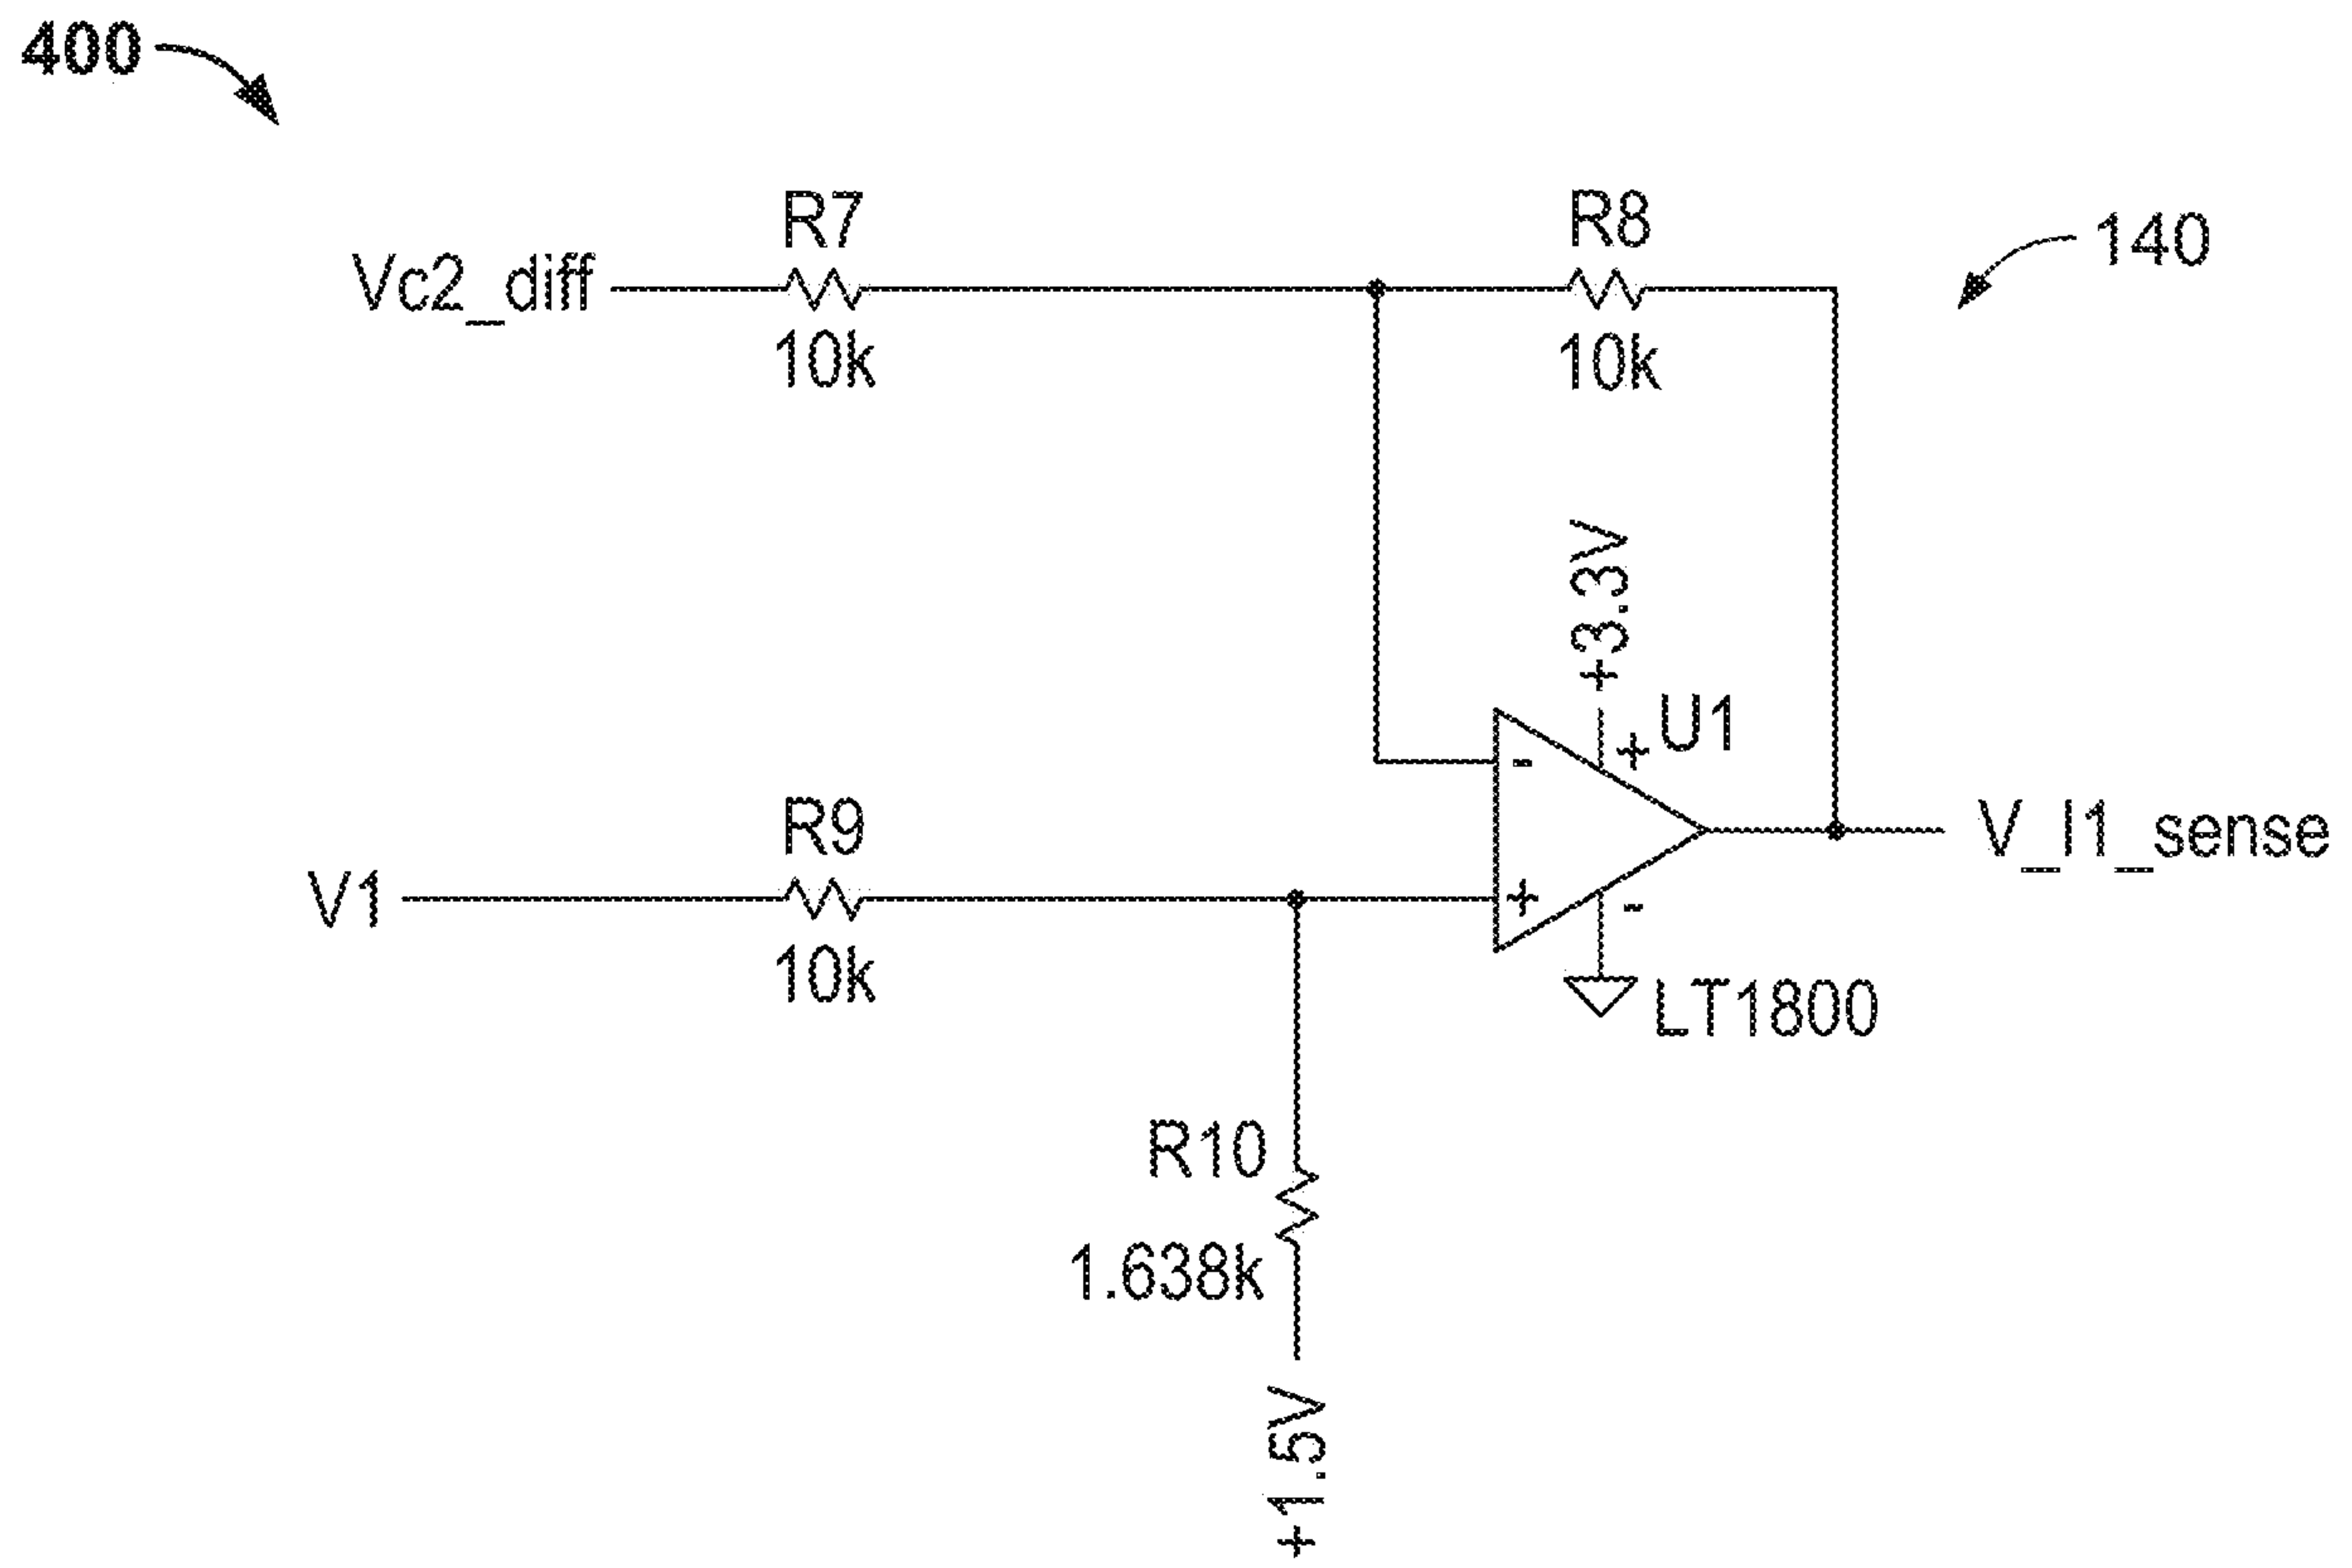 400
R7
R8
140
Vc2_diff
10k
10k
+3.3V
+ U1
-
R9
V_I1_sense
V1
+
-
10k
LT1800
R10
1.638k
+1.5V